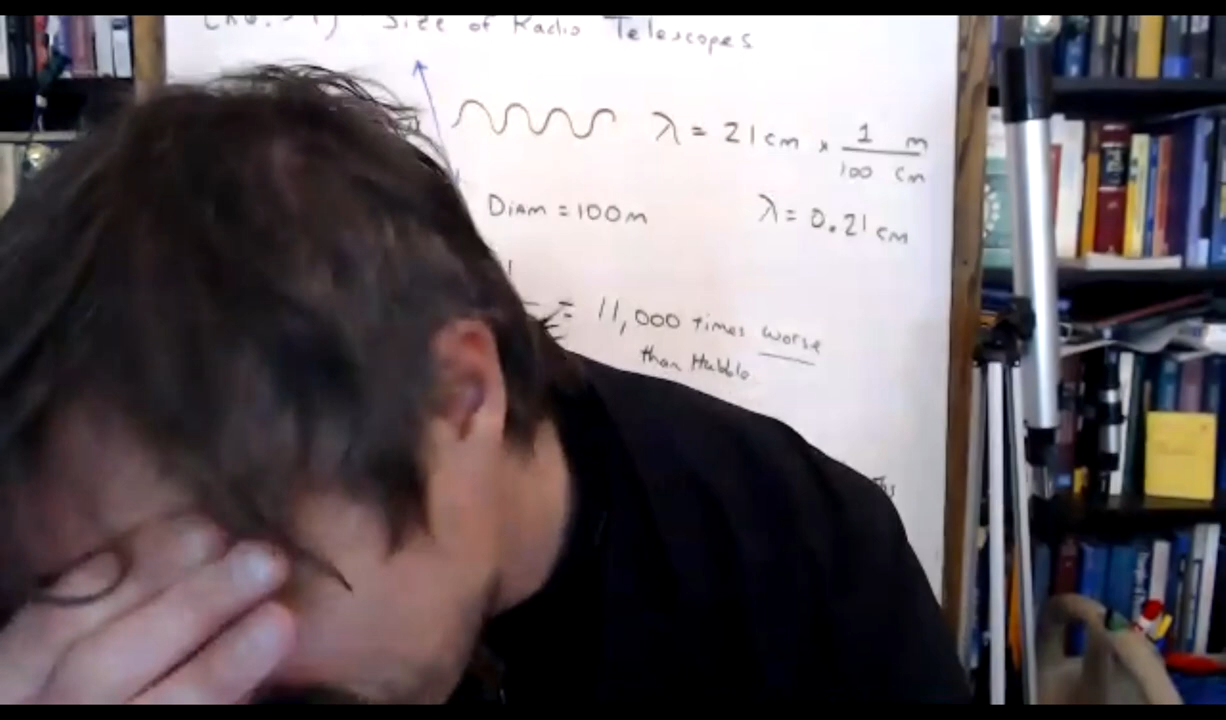 Size of Radio Telescopes
λ = 21 cm × 1 m / 100 cm
DIAM = 100 m
λ = 0.21 cm
= 11,000 times worse
than Hubble